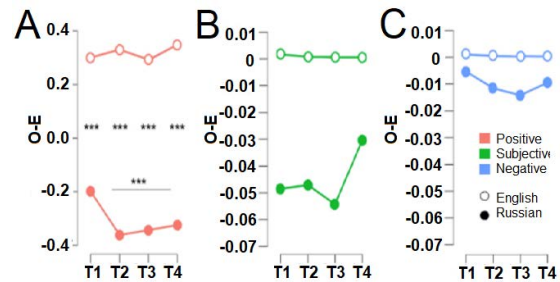 A
0.4
0.2
0.0
-0.2
-0.4
O-E
*** *** *** ***
***
T1 T2 T3 T4
B
0.01
0
-0.01
-0.02
-0.03
-0.04
-0.05
-0.06
-0.07
O-E
T1 T2 T3 T4
C
0.01
0
-0.01
-0.02
-0.03
-0.04
-0.05
-0.06
-0.07
O-E
Positive
Subjective
Negative
English
Russian
T1 T2 T3 T4